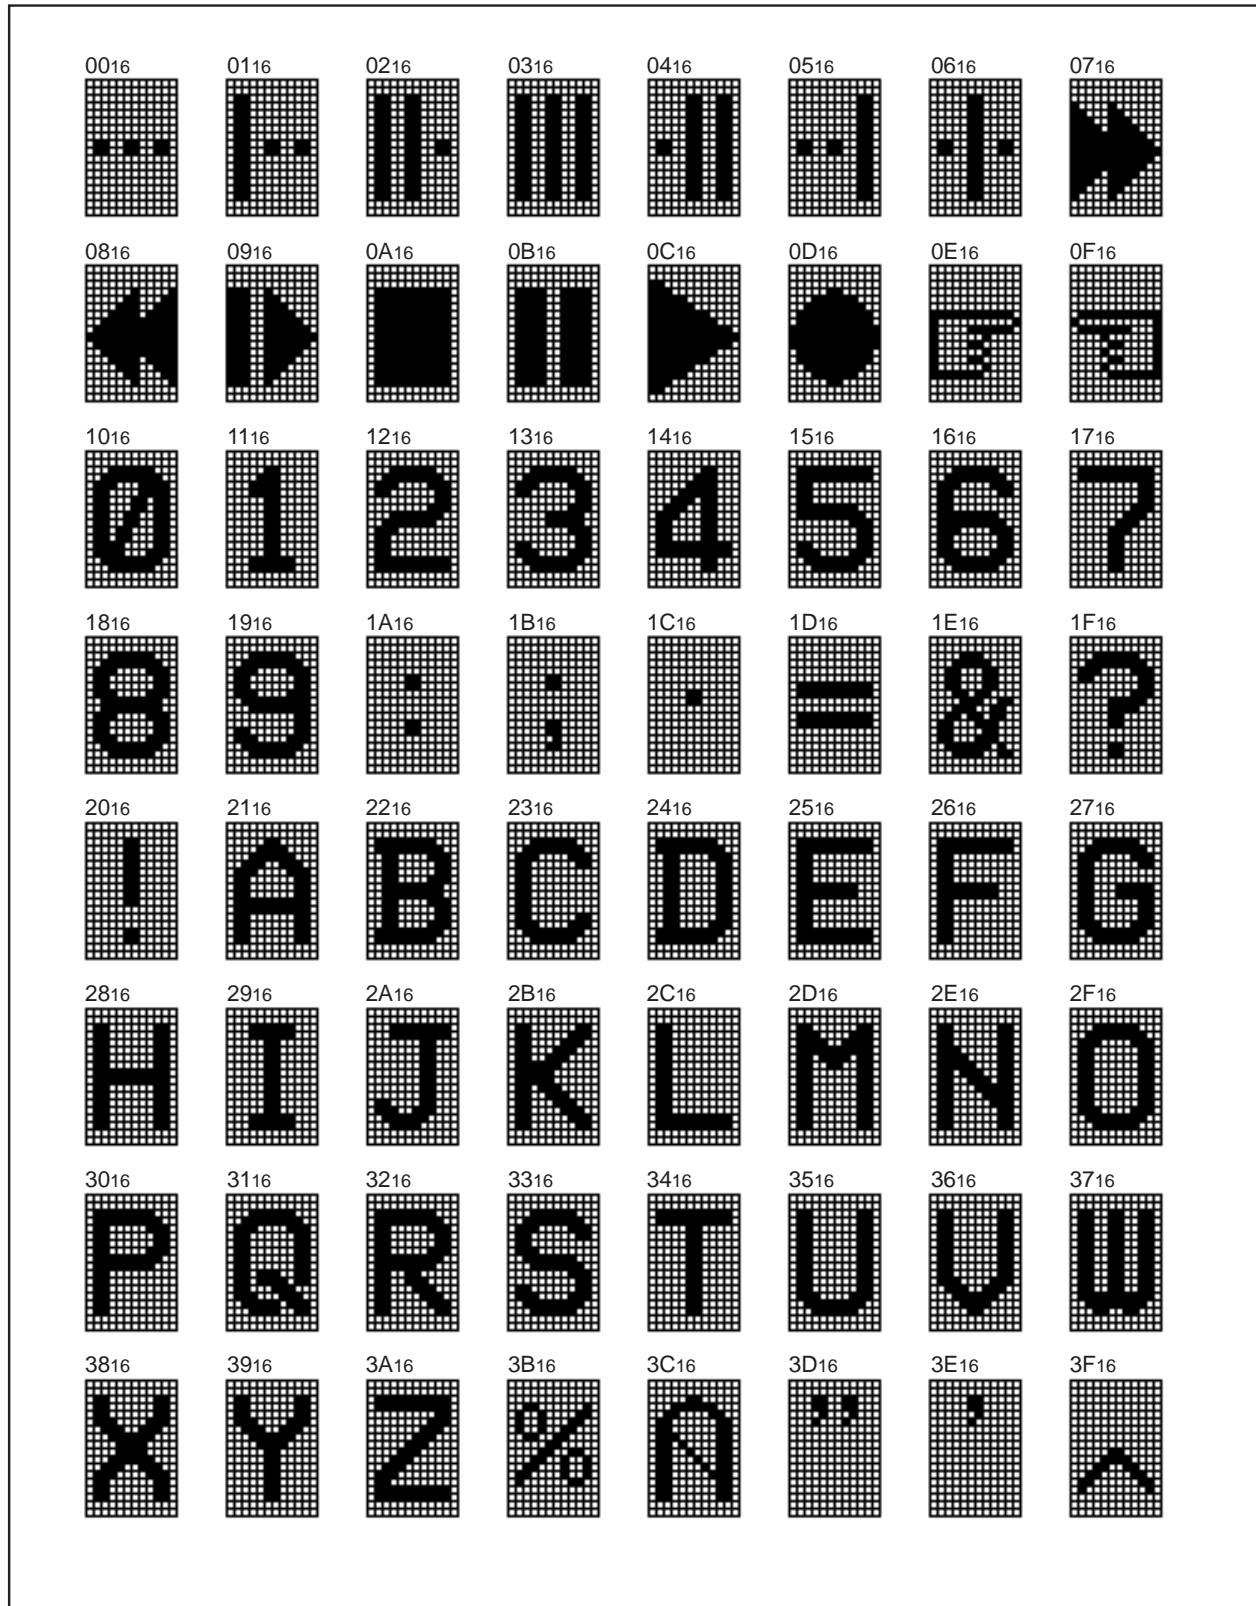 0016 0116 0216 0316 0416 0516 0616 0716
0816 0916 0A16 0B16 0C16 0D16 0E16 0F16
1016 1116 1216 1316 1416 1516 1616 1716
0 1 2 3 4 5 6 7
1816 1916 1A16 1B16 1C16 1D16 1E16 1F16
8 9 : ; · = & ?
2016 2116 2216 2316 2416 2516 2616 2716
! A B C D E F G
2816 2916 2A16 2B16 2C16 2D16 2E16 2F16
H I J K L M N O
3016 3116 3216 3316 3416 3516 3616 3716
P Q R S T U V W
3816 3916 3A16 3B16 3C16 3D16 3E16 3F16
X Y Z % ” ’